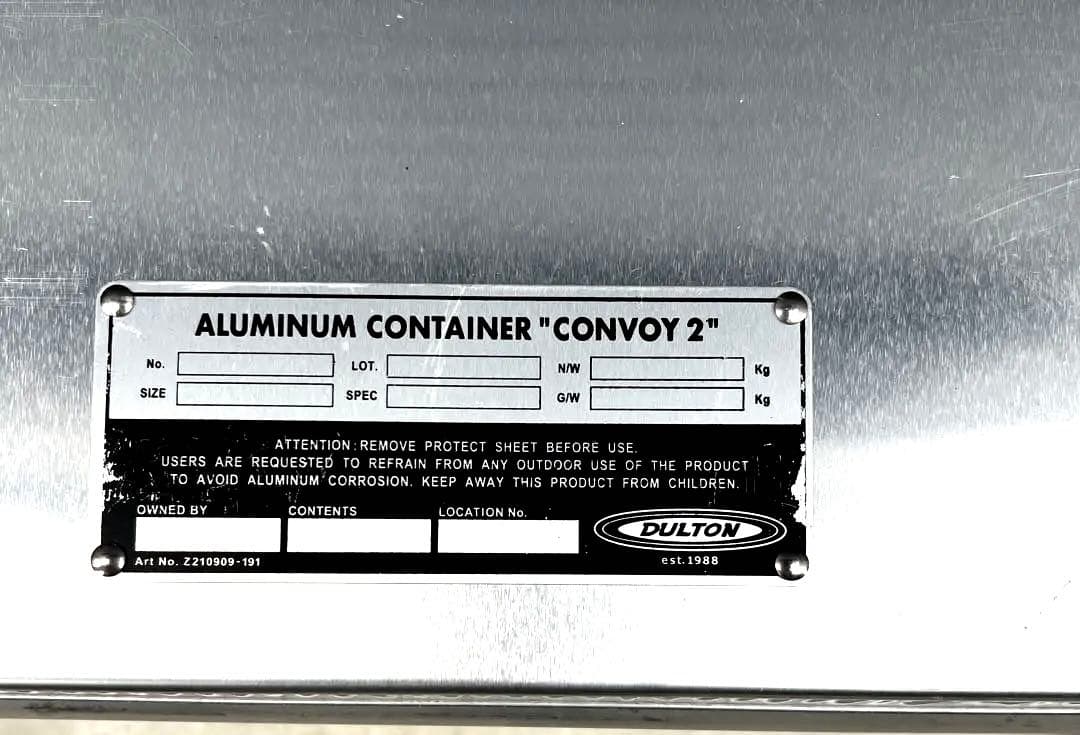 ALUMINUM CONTAINER "CONVOY 2"
No. LOT. N/W Kg
SIZE SPEC G/W Kg
ATTENTION:REMOVE PROTECT SHEET BEFORE USE.
USERS ARE REQUESTED TO REFRAIN FROM ANY OUTDOOR USE OF THE PRODUCT
TO AVOID ALUMINUM CORROSION. KEEP AWAY THIS PRODUCT FROM CHILDREN.
OWNED BY CONTENTS LOCATION No.
DULTON
Art No. Z210909-191 est.1988